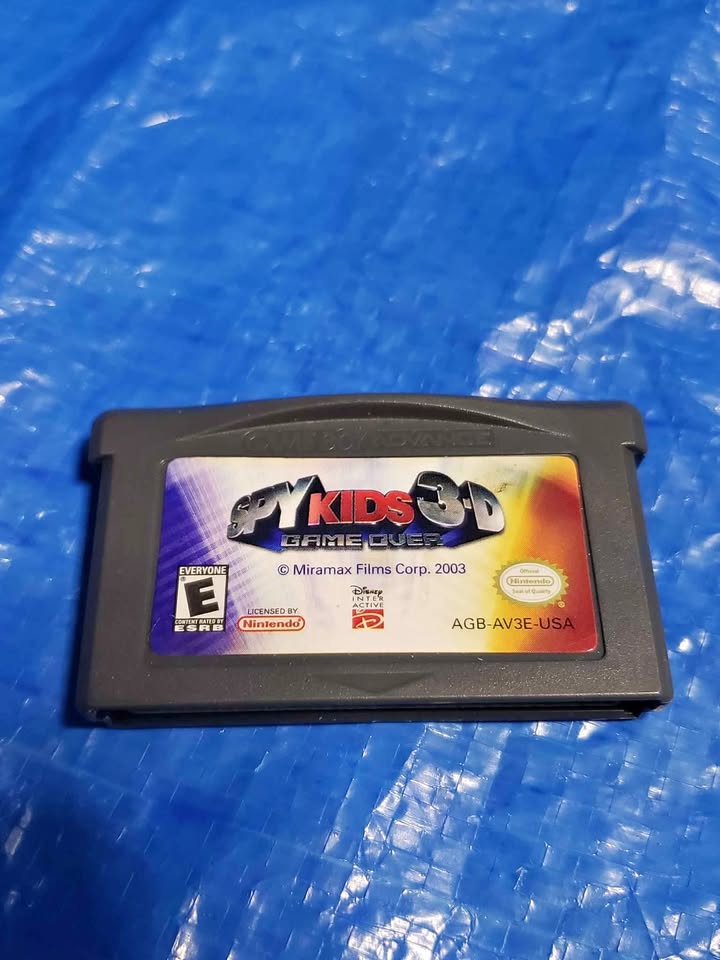 GAME BOY ADVANCE
SPY KIDS 3-D
GAME OVER
© Miramax Films Corp. 2003
EVERYONE
E
CONTENT RATED BY
ESRB
LICENSED BY
Nintendo
Disney
INTER
ACTIVE
Official
Nintendo
Seal of Quality
AGB-AV3E-USA